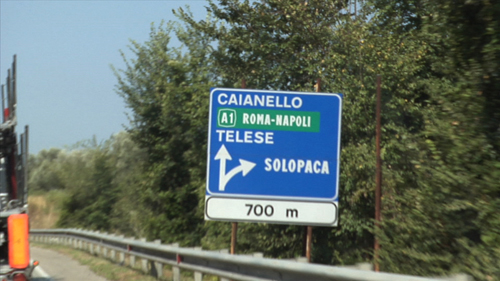 CAIANELLO
A1 ROMA-NAPOLI
TELESE
SOLOPACA
700 m